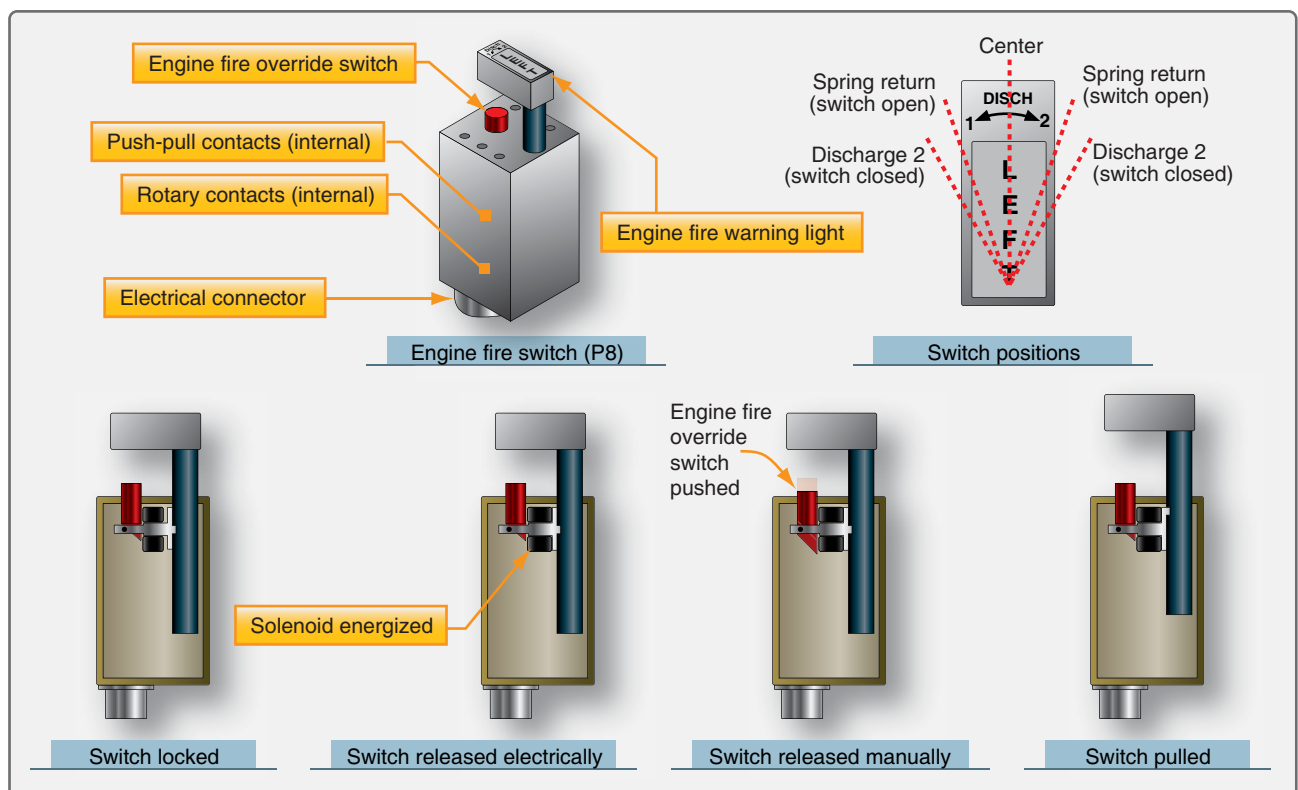 Engine fire override switch
Push-pull contacts (internal)
Rotary contacts (internal)
Electrical connector
LEFT
Engine fire warning light
Engine fire switch (P8)
Center
Spring return
(switch open)
Spring return
(switch open)
DISCH
1
2
Discharge 2
(switch closed)
Discharge 2
(switch closed)
L
E
F
T
Switch positions
Engine fire
override
switch
pushed
Solenoid energized
Switch locked
Switch released electrically
Switch released manually
Switch pulled